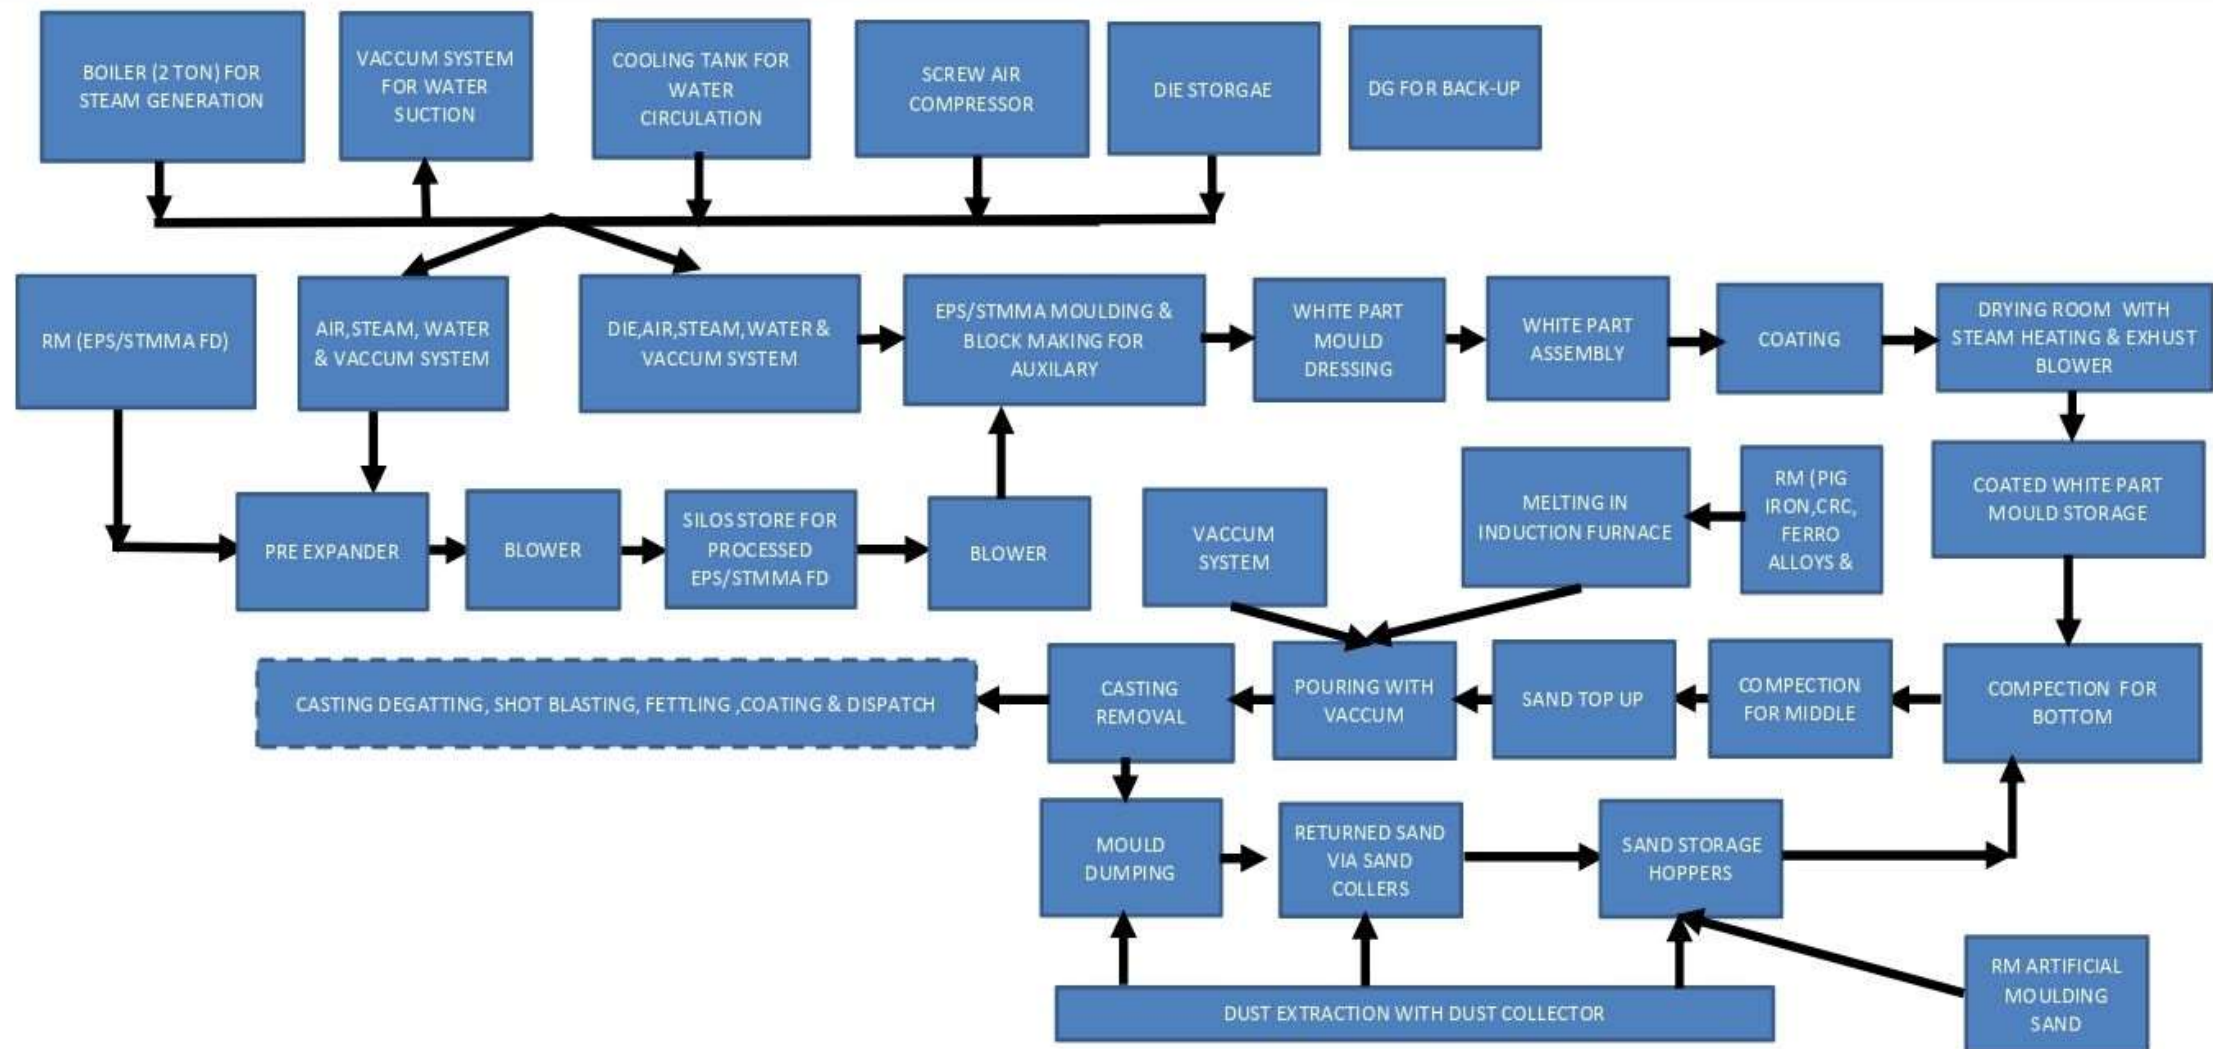 BOILER (2 TON) FOR
STEAM GENERATION
VACCUM SYSTEM
FOR WATER
SUCTION
COOLING TANK FOR
WATER
CIRCULATION
SCREW AIR
COMPRESSOR
DIE STORGAE
DG FOR BACK-UP
RM (EPS/STMMA FD)
AIR,STEAM, WATER
& VACCUM SYSTEM
DIE,AIR,STEAM,WATER &
VACCUM SYSTEM
EPS/STMMA MOULDING &
BLOCK MAKING FOR
AUXILARY
WHITE PART
MOULD
DRESSING
WHITE PART
ASSEMBLY
COATING
DRYING ROOM WITH
STEAM HEATING & EXHUST
BLOWER
PRE EXPANDER
BLOWER
SILOS STORE FOR
PROCESSED
EPS/STMMA FD
BLOWER
VACCUM
SYSTEM
MELTING IN
INDUCTION FURNACE
RM (PIG
IRON,CRC,
FERRO
ALLOYS &
COATED WHITE PART
MOULD STORAGE
CASTING DEGATTING, SHOT BLASTING, FETTLING ,COATING & DISPATCH
CASTING
REMOVAL
POURING WITH
VACCUM
SAND TOP UP
COMPECTION
FOR MIDDLE
COMPECTION FOR
BOTTOM
MOULD
DUMPING
RETURNED SAND
VIA SAND
COLLERS
SAND STORAGE
HOPPERS
DUST EXTRACTION WITH DUST COLLECTOR
RM ARTIFICIAL
MOULDING
SAND